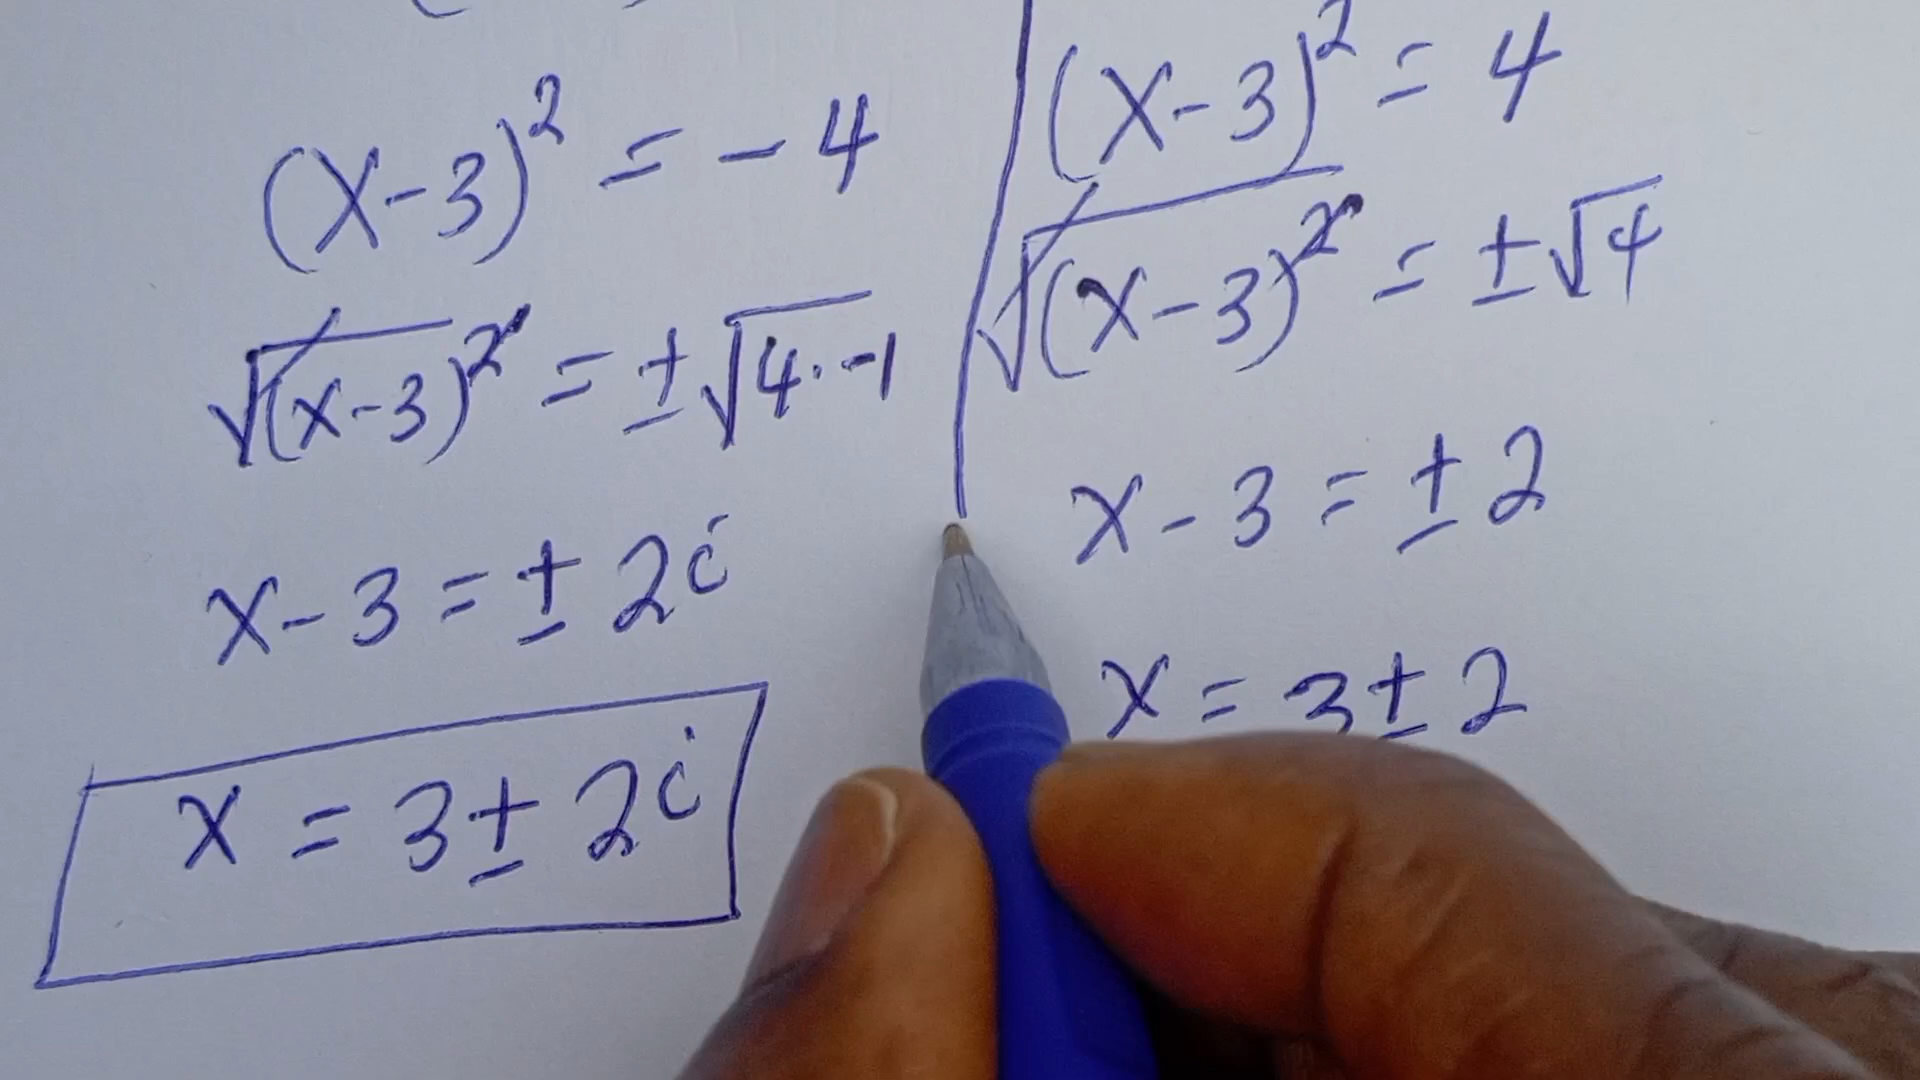 (x-3)² = -4
√(x-3)² = ±√4·-1
x-3 = ±2i
x = 3±2i
(x-3)² = 4
√(x-3)² = ±√4
x-3 = ±2
x = 3±2